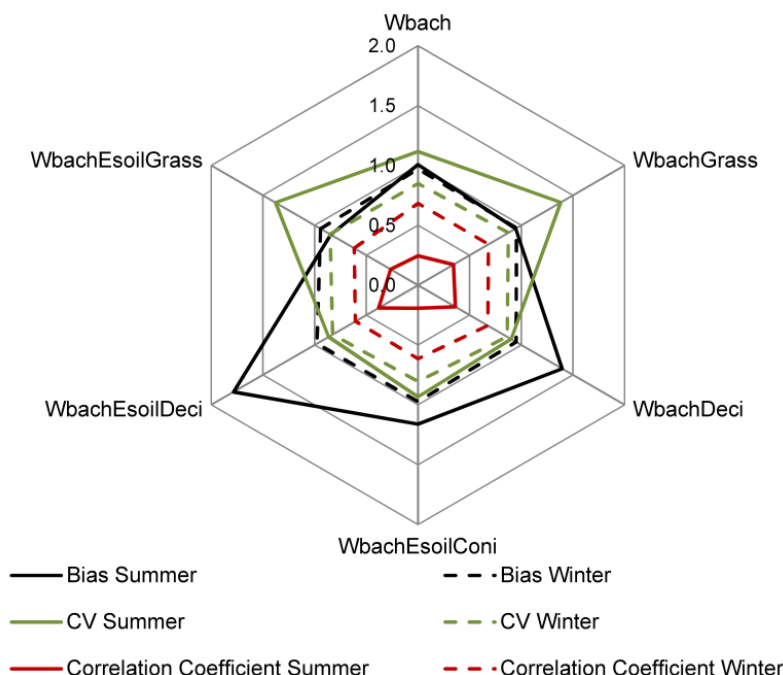 Wbach
2.0
1.5
WbachEsoilGrass
WbachGrass
1.0
0.5
0.0
WbachEsoilDeci
WbachDeci
WbachEsoilConi
Bias Summer
Bias Winter
CV Summer
CV Winter
Correlation Coefficient Summer
Correlation Coefficient Winter